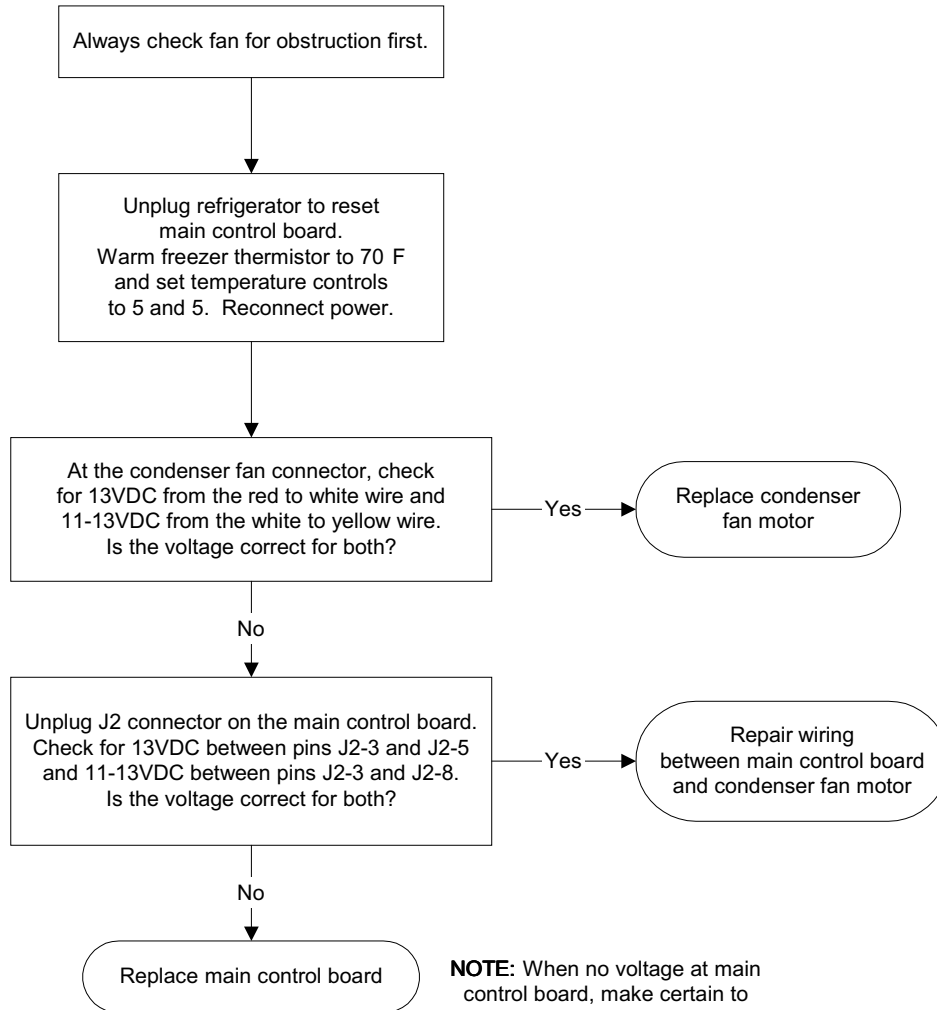 Always check fan for obstruction first.
Unplug refrigerator to reset
main control board.
Warm freezer thermistor to 70 F
and set temperature controls
to 5 and 5. Reconnect power.
At the condenser fan connector, check
for 13VDC from the red to white wire and
11-13VDC from the white to yellow wire.
Is the voltage correct for both?
Yes
Replace condenser
fan motor
No
Unplug J2 connector on the main control board.
Check for 13VDC between pins J2-3 and J2-5
and 11-13VDC between pins J2-3 and J2-8.
Is the voltage correct for both?
Yes
Repair wiring
between main control board
and condenser fan motor
No
Replace main control board
NOTE: When no voltage at main
control board, make certain to